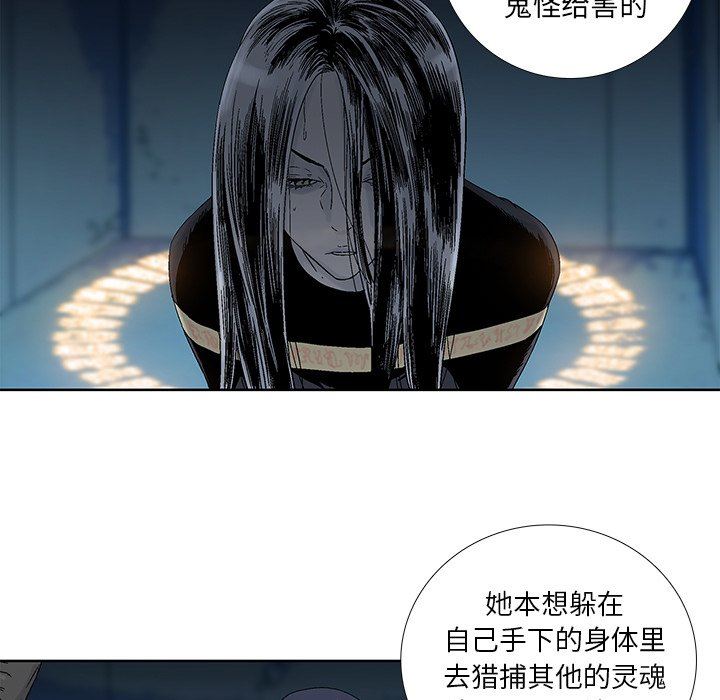 鬼怪给害的
她本想躲在
自己手下的身体里
去猎捕其他的灵魂